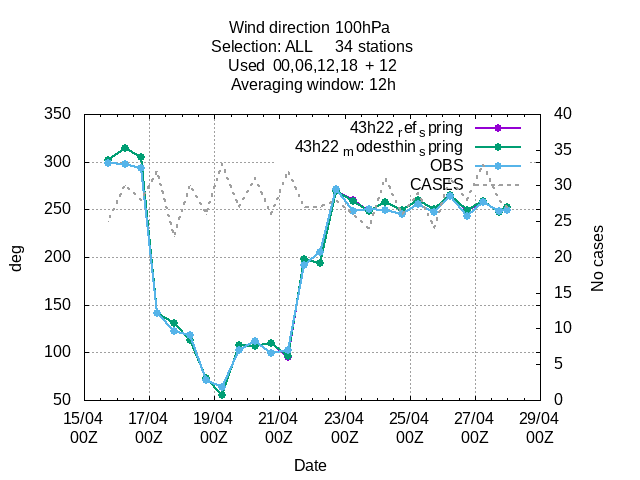 Wind direction 100hPa
Selection: ALL 34 stations
Used 00,06,12,18 + 12
Averaging window: 12h
43h22 ref spring
43h22 modesthin spring
OBS
CASES
deg
350
300
250
200
150
100
50
No cases
40
35
30
25
20
15
10
5
0
15/04 17/04 19/04 21/04 23/04 25/04 27/04 29/04
00Z 00Z 00Z 00Z 00Z 00Z 00Z 00Z
Date